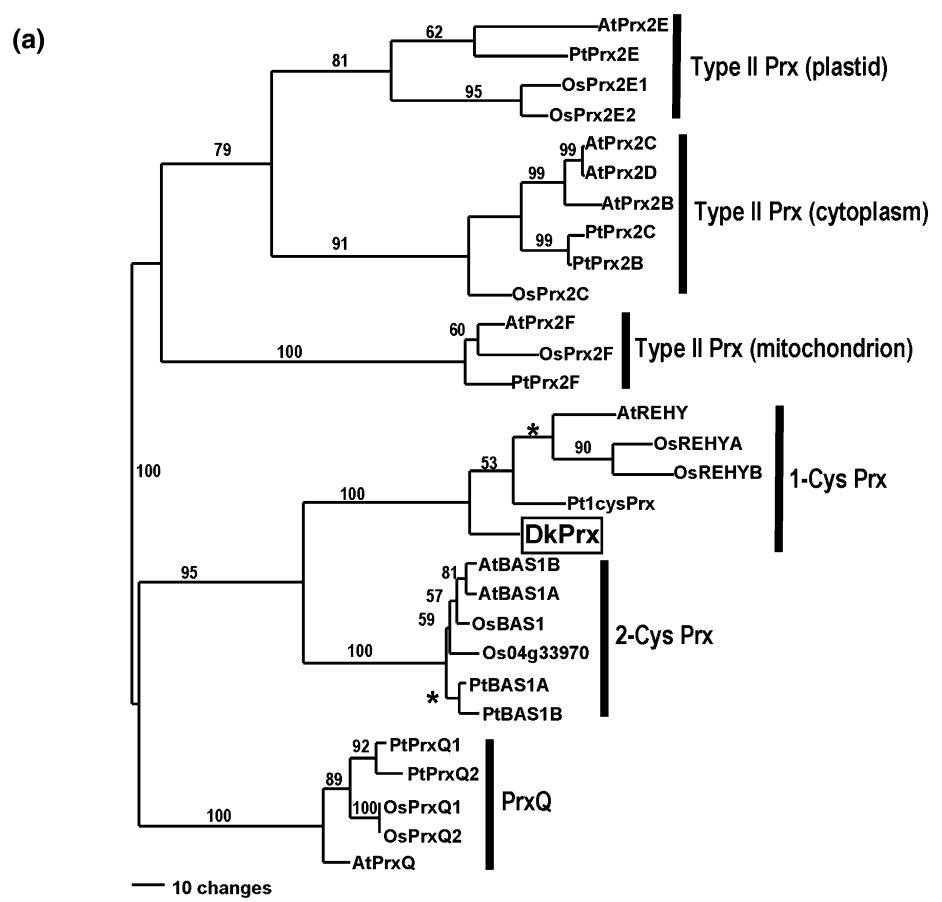 (a)
AtPrx2E
62
PtPrx2E
81
Type II Prx (plastid)
OsPrx2E1
95
OsPrx2E2
79
AtPrx2C
99
AtPrx2D
99
AtPrx2B
Type II Prx (cytoplasm)
PtPrx2C
99
PtPrx2B
91
OsPrx2C
AtPrx2F
60
OsPrx2F
Type II Prx (mitochondrion)
100
PtPrx2F
AtREHY
*
OsREHYA
90
OsREHYB
53
1-Cys Prx
100
100
Pt1cysPrx
DkPrx
AtBAS1B
81
95
AtBAS1A
57
OsBAS1
59
2-Cys Prx
Os04g33970
100
PtBAS1A
*
PtBAS1B
PtPrxQ1
92
PtPrxQ2
89
PrxQ
100
OsPrxQ1
100
OsPrxQ2
AtPrxQ
10 changes